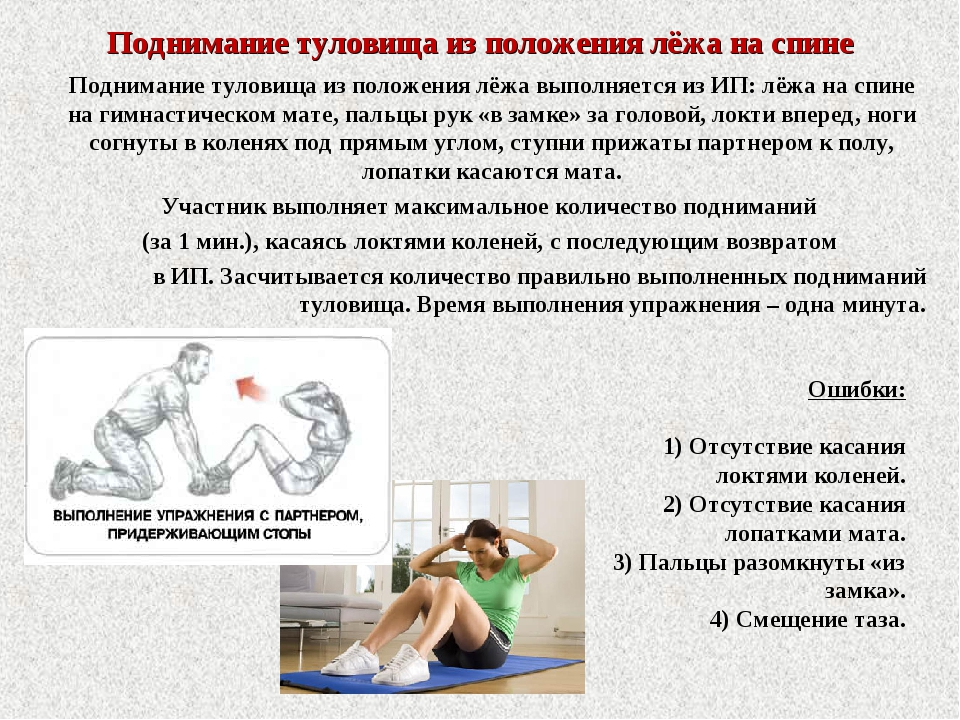 Поднимание туловища из положения лёжа на спине
Поднимание туловища из положения лёжа выполняется из ИП: лёжа на спине
на гимнастическом мате, пальцы рук «в замке» за головой, локти вперед, ноги
согнуты в коленях под прямым углом, ступни прижаты партнером к полу,
лопатки касаются мата.
Участник выполняет максимальное количество подниманий
(за 1 мин.), касаясь локтями коленей, с последующим возвратом
в ИП. Засчитывается количество правильно выполненных подниманий
туловища. Время выполнения упражнения – одна минута.
ВЫПОЛНЕНИЕ УПРАЖНЕНИЯ С ПАРТНЕРОМ,
ПРИДЕРЖИВАЮЩИМ СТОПЫ
Ошибки:
1) Отсутствие касания
локтями коленей.
2) Отсутствие касания
лопатками мата.
3) Пальцы разомкнуты «из
замка».
4) Смещение таза.